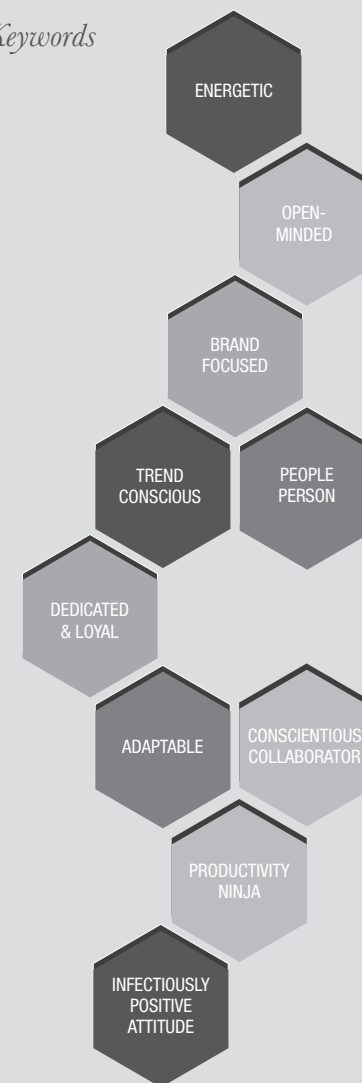 Keywords
ENERGETIC
OPEN-
MINDED
BRAND
FOCUSED
TREND
CONSCIOUS
PEOPLE
PERSON
DEDICATED
& LOYAL
ADAPTABLE
CONSCIENTIOUS
COLLABORATOR
PRODUCTIVITY
NINJA
INFECTIOUSLY
POSITIVE
ATTITUDE